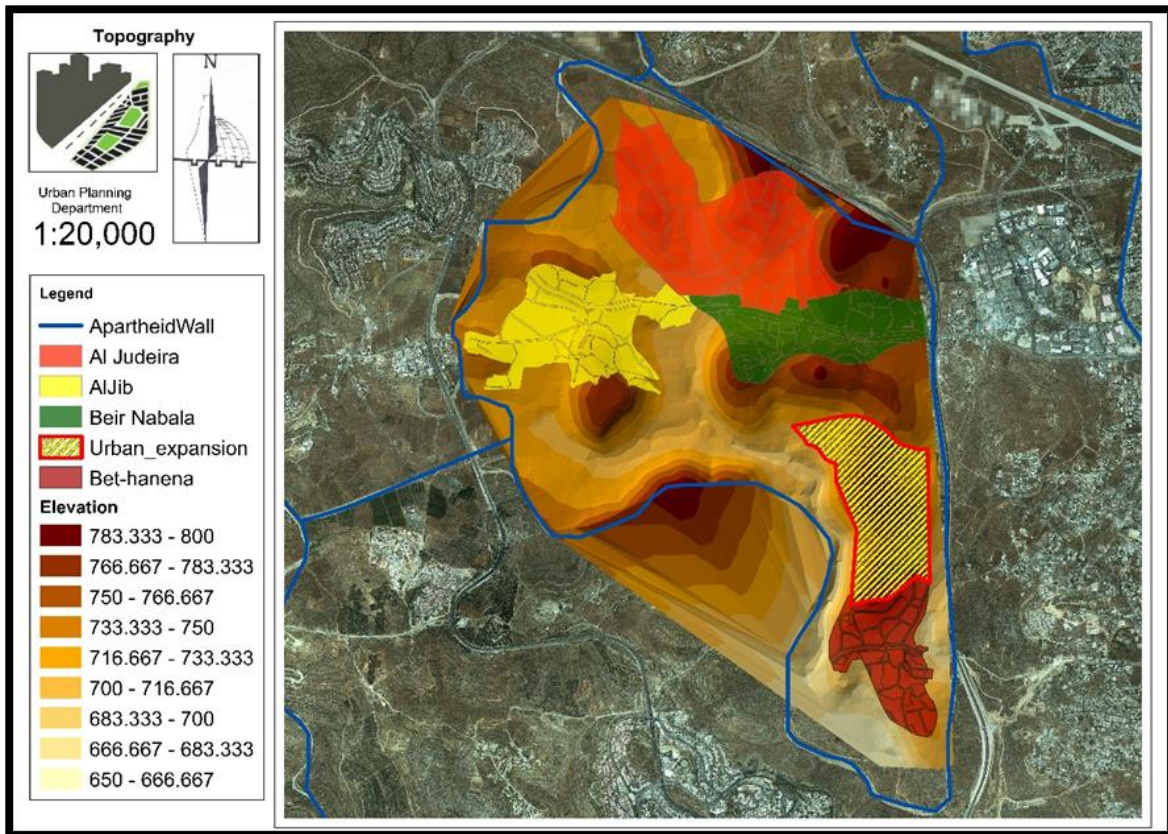 Topography
N
Urban Planning
Department
1:20,000
Legend
ApartheidWall
Al Judeira
AlJib
Beir Nabala
Urban_expansion
Bet-hanena
Elevation
783.333 - 800
766.667 - 783.333
750 - 766.667
733.333 - 750
716.667 - 733.333
700 - 716.667
683.333 - 700
666.667 - 683.333
650 - 666.667